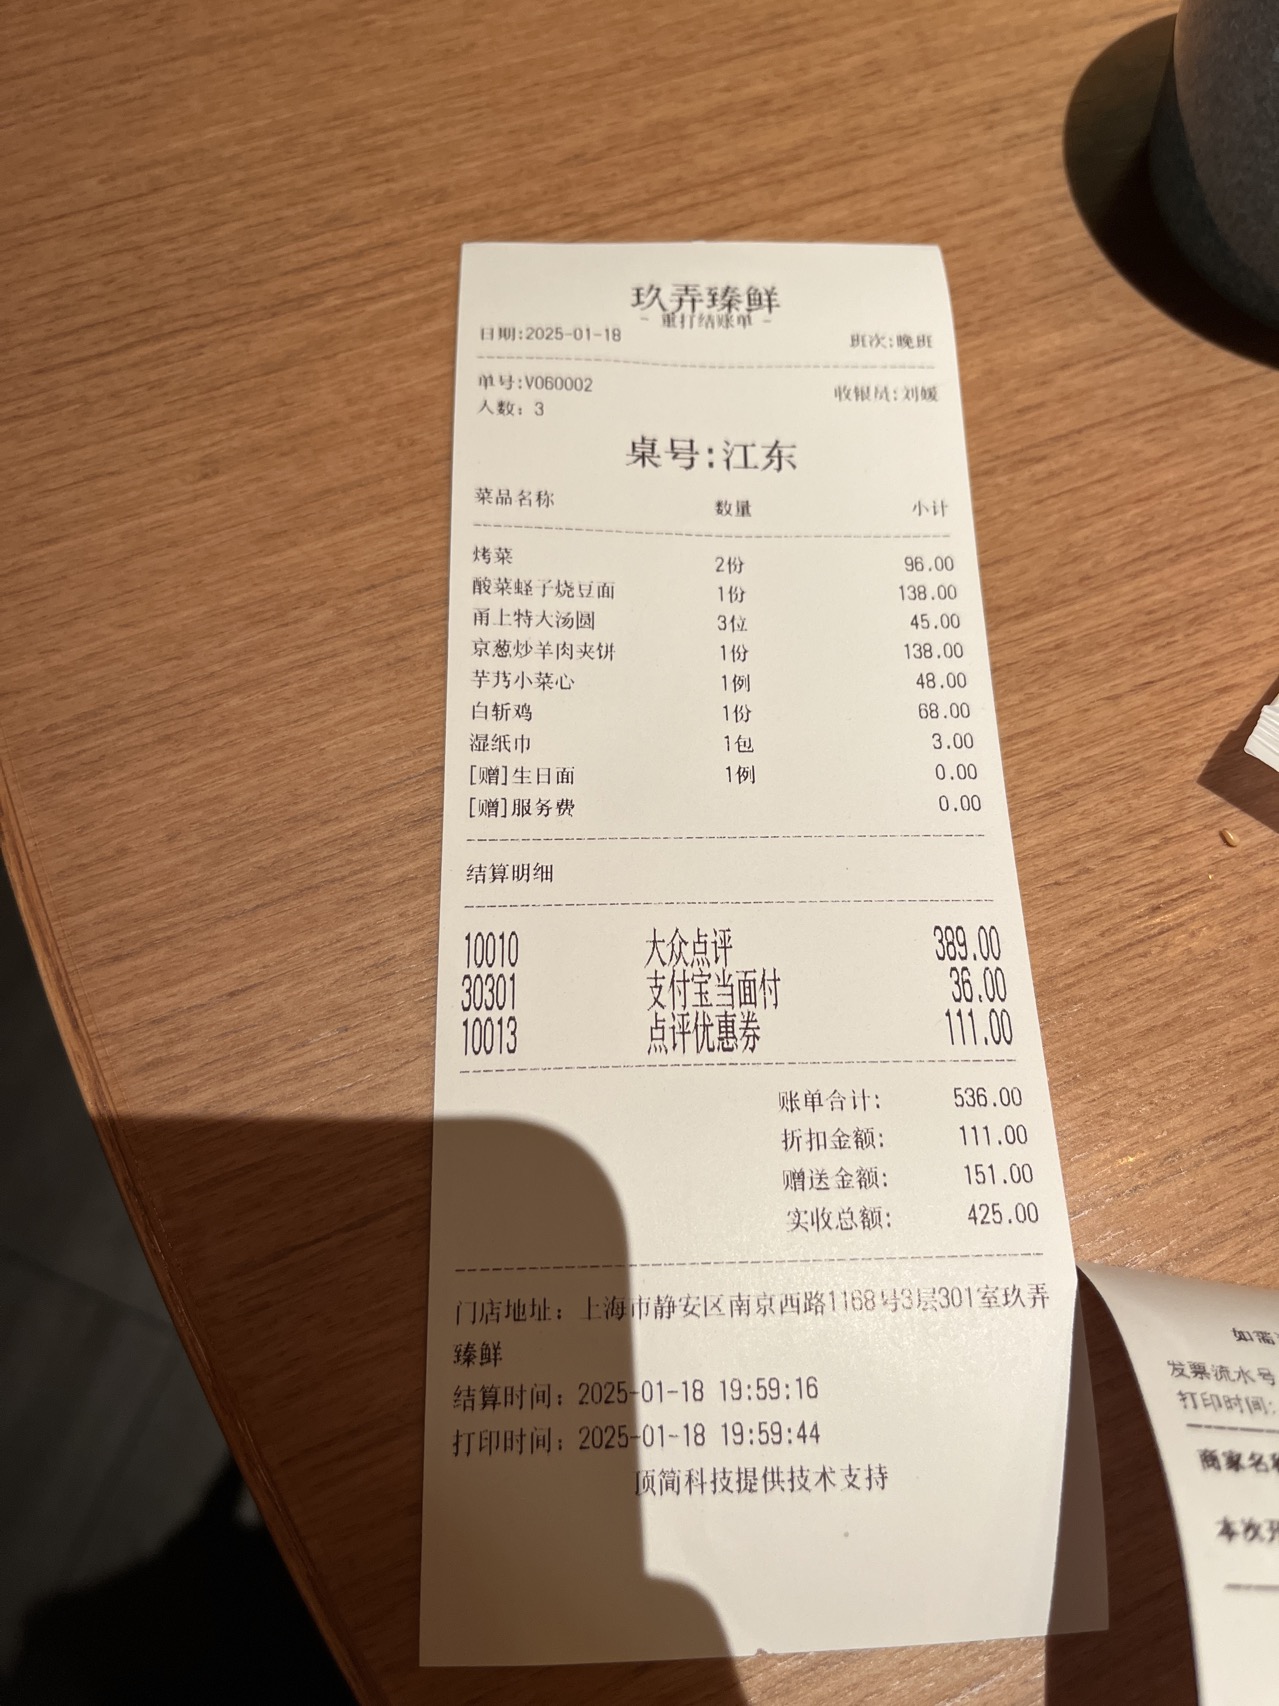 玖弄臻鲜
- 重打结账单 -
日期:2025-01-18 班次:晚班
单号:V060002 收银员:刘媛
人数: 3
桌号:江东
菜品名称 数量 小计
烤菜 2份 96.00
酸菜蛏子烧豆面 1份 138.00
甬上特大汤圆 3位 45.00
京葱炒羊肉夹饼 1份 138.00
芋艿小菜心 1例 48.00
白斩鸡 1份 68.00
湿纸巾 1包 3.00
[赠]生日面 1例 0.00
[赠]服务费 0.00
结算明细
10010 大众点评 389.00
30301 支付宝当面付 36.00
10013 点评优惠券 111.00
账单合计: 536.00
折扣金额: 111.00
赠送金额: 151.00
实收总额: 425.00
门店地址: 上海市静安区南京西路1168号3层301室玖弄
臻鲜
结算时间: 2025-01-18 19:59:16
打印时间: 2025-01-18 19:59:44
顶简科技提供技术支持
如需
发票流水号
打印时间:
商家名称
本次开